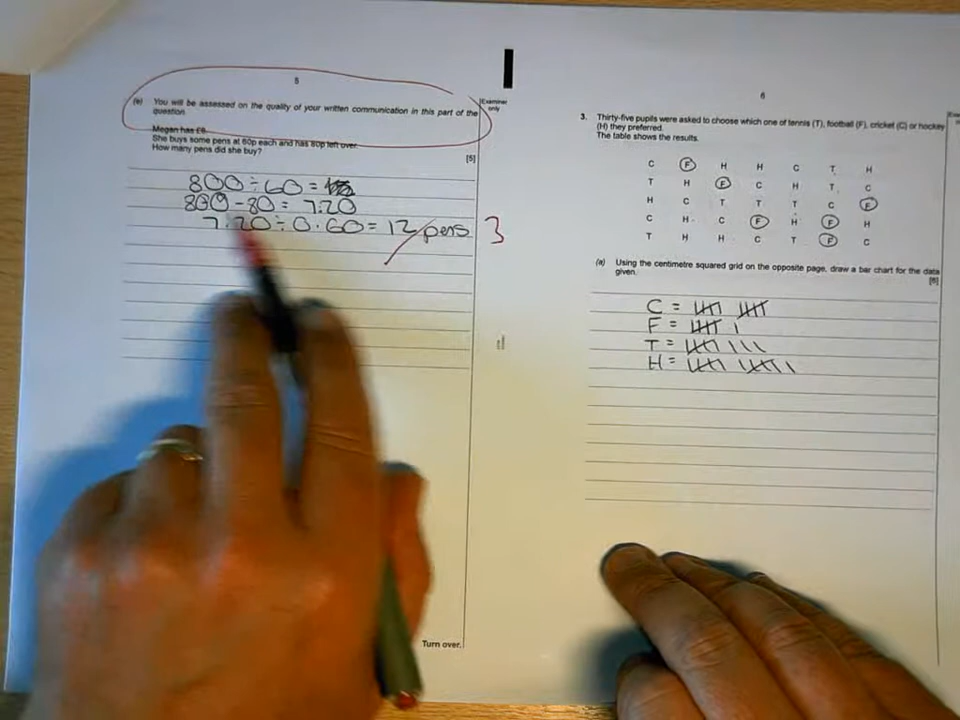 5
(e) You will be assessed on the quality of your written communication in this part of the
question.
Examiner
only
Megan has £8.
She buys some pens at 60p each and has 80p left over.
How many pens did she buy?
[5]
800 ÷ 60 =
800 - 80 = 7.20
7.20 ÷ 0.60 = 12 pens
3
Turn over.
6
3. Thirty-five pupils were asked to choose which one of tennis (T), football (F), cricket (C) or hockey
(H) they preferred.
The table shows the results.
C F H H C T H
T H F C H T C
H C T T T C F
C H C F H F H
T H H C T F C
(a) Using the centimetre squared grid on the opposite page, draw a bar chart for the data
given.
[6]
C =
F =
T =
H =